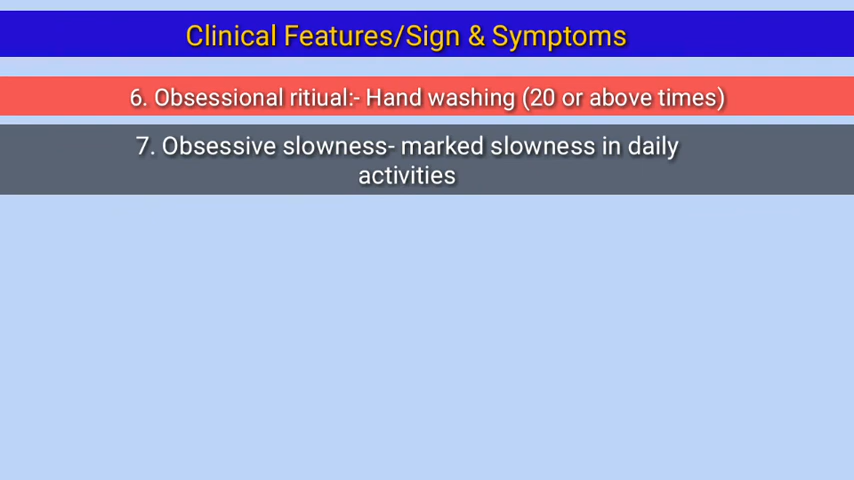 Clinical Features/Sign & Symptoms
6. Obsessional ritiual:- Hand washing (20 or above times)
7. Obsessive slowness- marked slowness in daily
activities